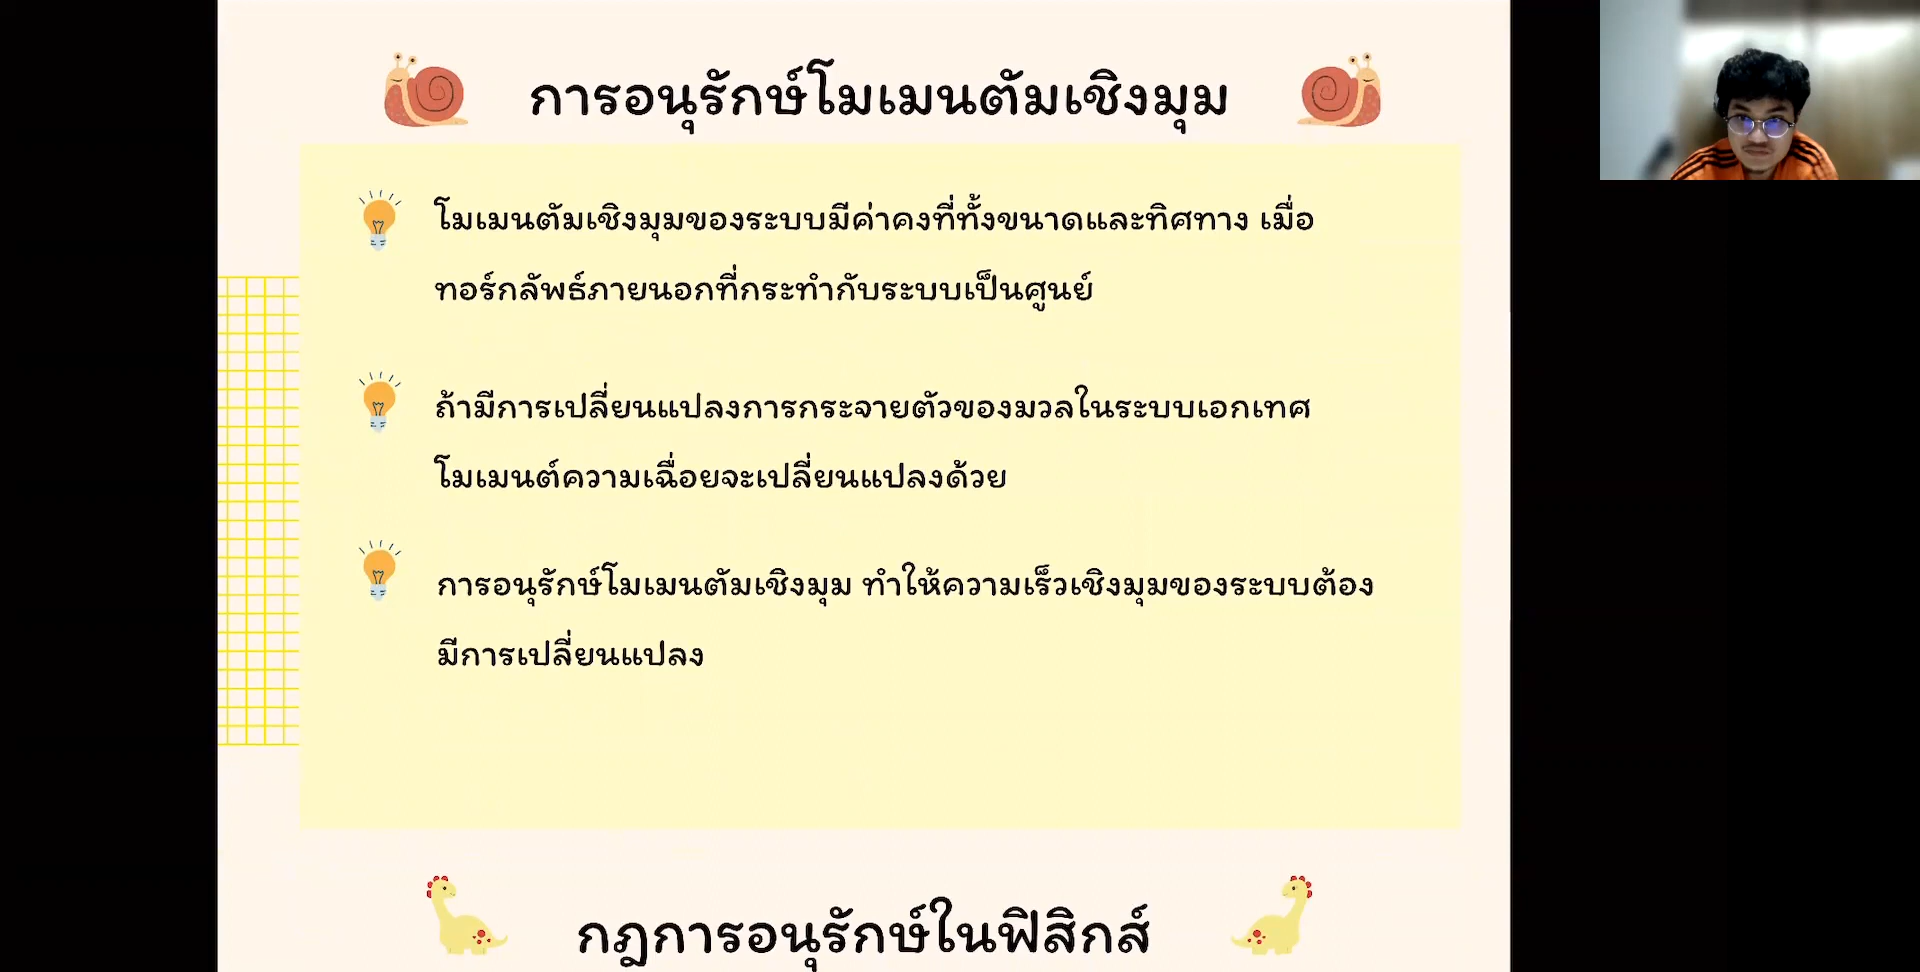 การอนุรักษ์โมเมนตัมเชิงมุม
โมเมนตัมเชิงมุมของระบบมีค่าคงที่ทั้งขนาดและทิศทาง เมื่อ
ทอร์กลัพธ์ภายนอกที่กระทำกับระบบเป็นศูนย์
ถ้ามีการเปลี่ยนแปลงการกระจายตัวของมวลในระบบเอกเทศ
โมเมนต์ความเฉื่อยจะเปลี่ยนแปลงด้วย
การอนุรักษ์โมเมนตัมเชิงมุม ทำให้ความเร็วเชิงมุมของระบบต้อง
มีการเปลี่ยนแปลง
กฎการอนุรักษ์ในฟิสิกส์